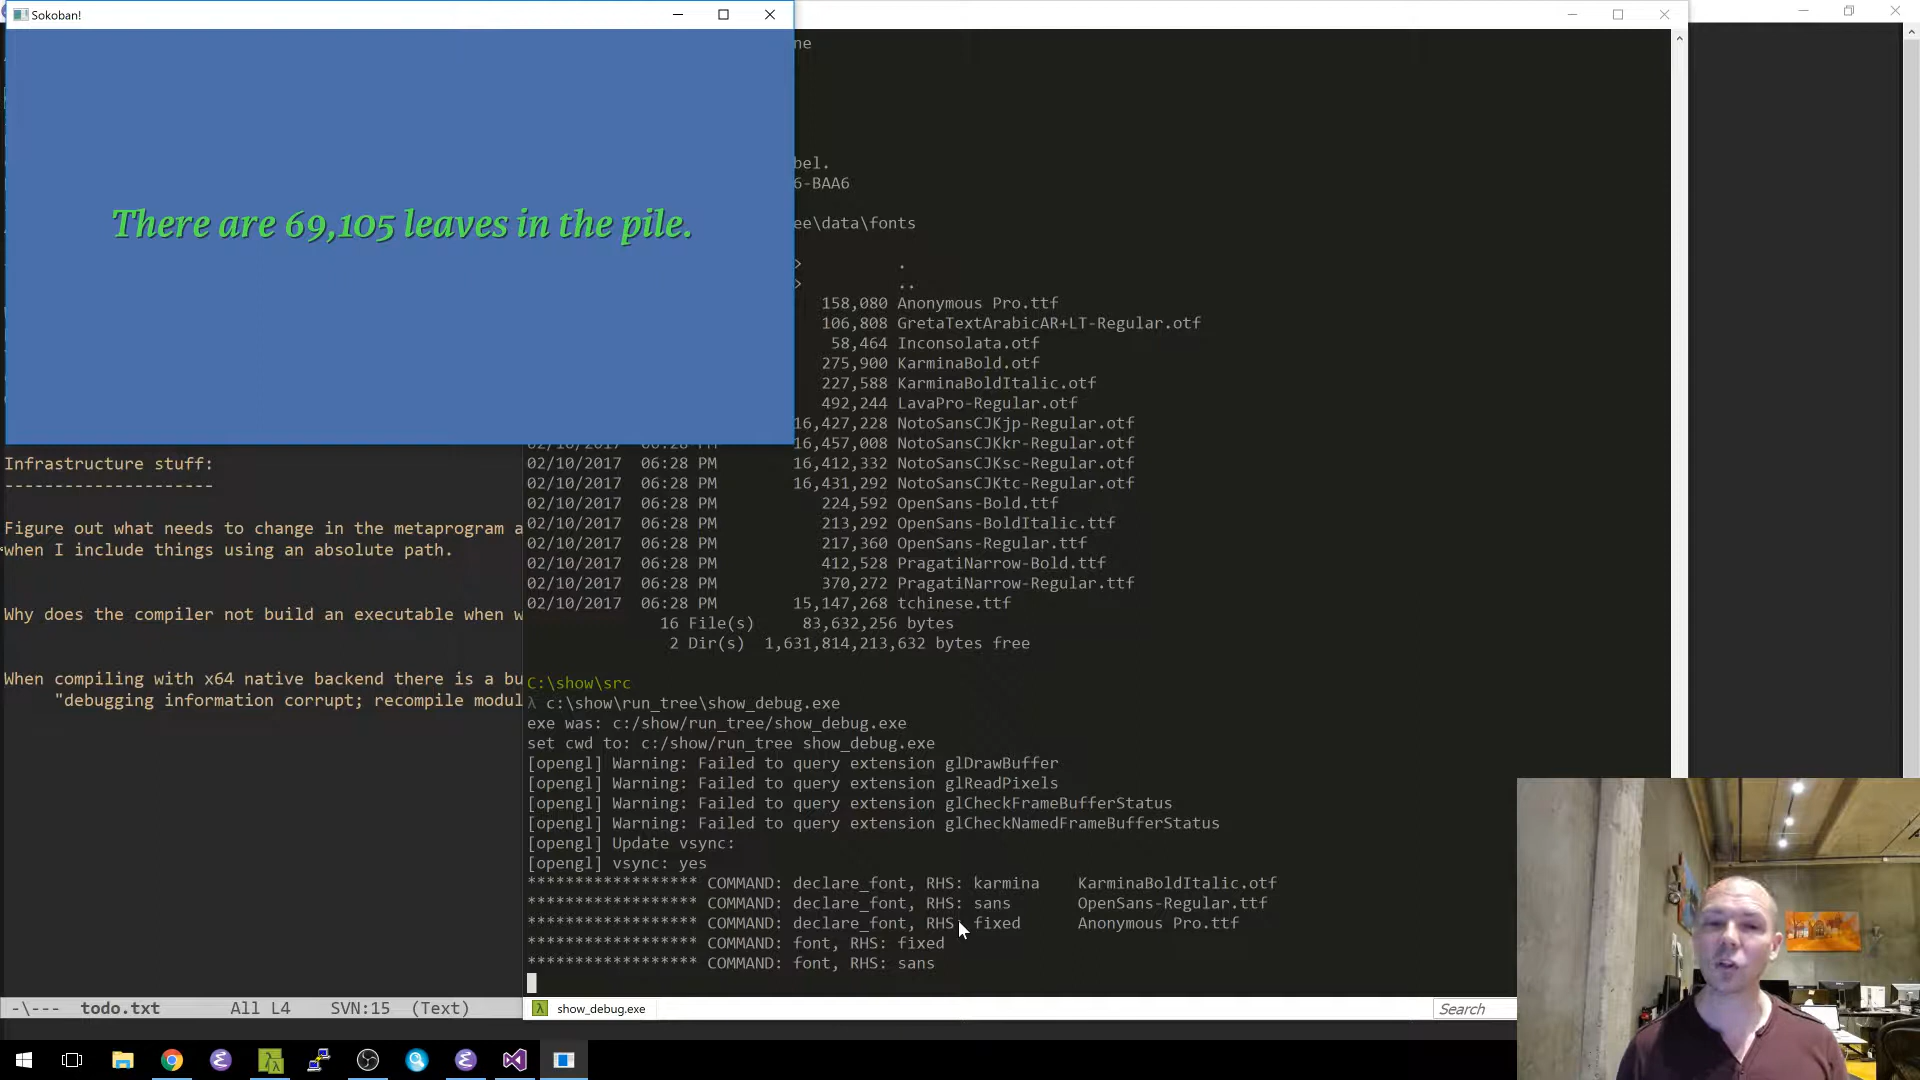 Sokoban!
There are 69,105 leaves in the pile.
ne
bel.
6-BAA6
ee\data\fonts
> .
> ..
158,080 Anonymous Pro.ttf
106,808 GretaTextArabicAR+LT-Regular.otf
58,464 Inconsolata.otf
275,900 KarminaBold.otf
227,588 KarminaBoldItalic.otf
492,244 LavaPro-Regular.otf
16,427,228 NotoSansCJKjp-Regular.otf
02/10/2017 06:28 PM 16,457,008 NotoSansCJKkr-Regular.otf
02/10/2017 06:28 PM 16,412,332 NotoSansCJKsc-Regular.otf
02/10/2017 06:28 PM 16,431,292 NotoSansCJKtc-Regular.otf
02/10/2017 06:28 PM 224,592 OpenSans-Bold.ttf
02/10/2017 06:28 PM 213,292 OpenSans-BoldItalic.ttf
02/10/2017 06:28 PM 217,360 OpenSans-Regular.ttf
02/10/2017 06:28 PM 412,528 PragatiNarrow-Bold.ttf
02/10/2017 06:28 PM 370,272 PragatiNarrow-Regular.ttf
02/10/2017 06:28 PM 15,147,268 tchinese.ttf
16 File(s) 83,632,256 bytes
2 Dir(s) 1,631,814,213,632 bytes free
C:\show\src
λ c:\show\run_tree\show_debug.exe
exe was: c:/show/run_tree/show_debug.exe
set cwd to: c:/show/run_tree show_debug.exe
[opengl] Warning: Failed to query extension glDrawBuffer
[opengl] Warning: Failed to query extension glReadPixels
[opengl] Warning: Failed to query extension glCheckFrameBufferStatus
[opengl] Warning: Failed to query extension glCheckNamedFrameBufferStatus
[opengl] Update vsync:
[opengl] vsync: yes
****************** COMMAND: declare_font, RHS: karmina KarminaBoldItalic.otf
****************** COMMAND: declare_font, RHS: sans OpenSans-Regular.ttf
****************** COMMAND: declare_font, RHS: fixed Anonymous Pro.ttf
****************** COMMAND: font, RHS: fixed
****************** COMMAND: font, RHS: sans
show_debug.exe
Search
Infrastructure stuff:
----------------------
Figure out what needs to change in the metaprogram a
when I include things using an absolute path.
Why does the compiler not build an executable when w
When compiling with x64 native backend there is a bu
"debugging information corrupt; recompile modul
-\--- todo.txt All L4 SVN:15 (Text)